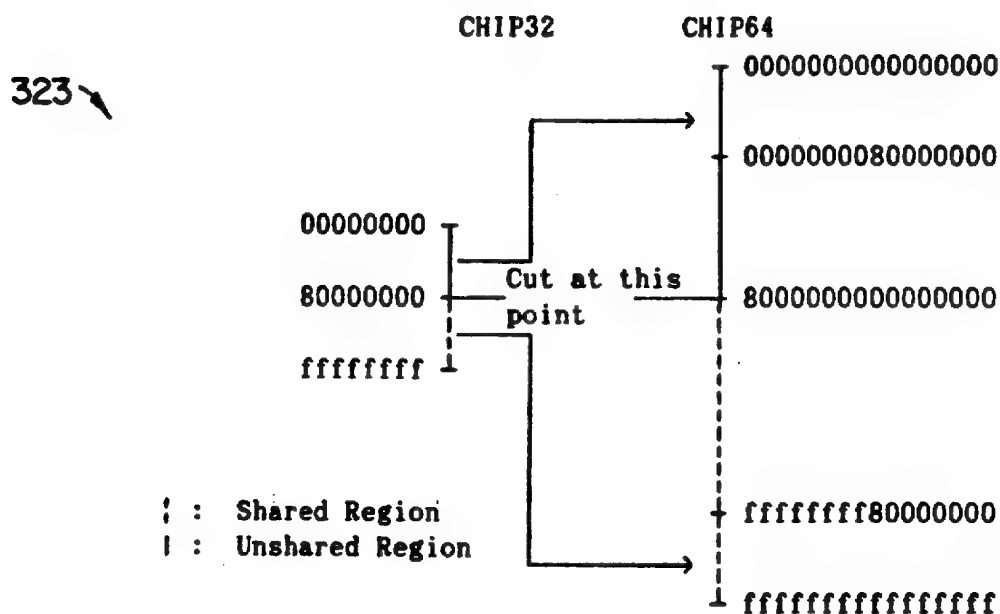 CHIP32 CHIP64
323
0000000000000000
0000000080000000
00000000
80000000
Cut at this
point
8000000000000000
ffffffff
ffffffff80000000
ffffffffffffffff
¦ : Shared Region
| : Unshared Region